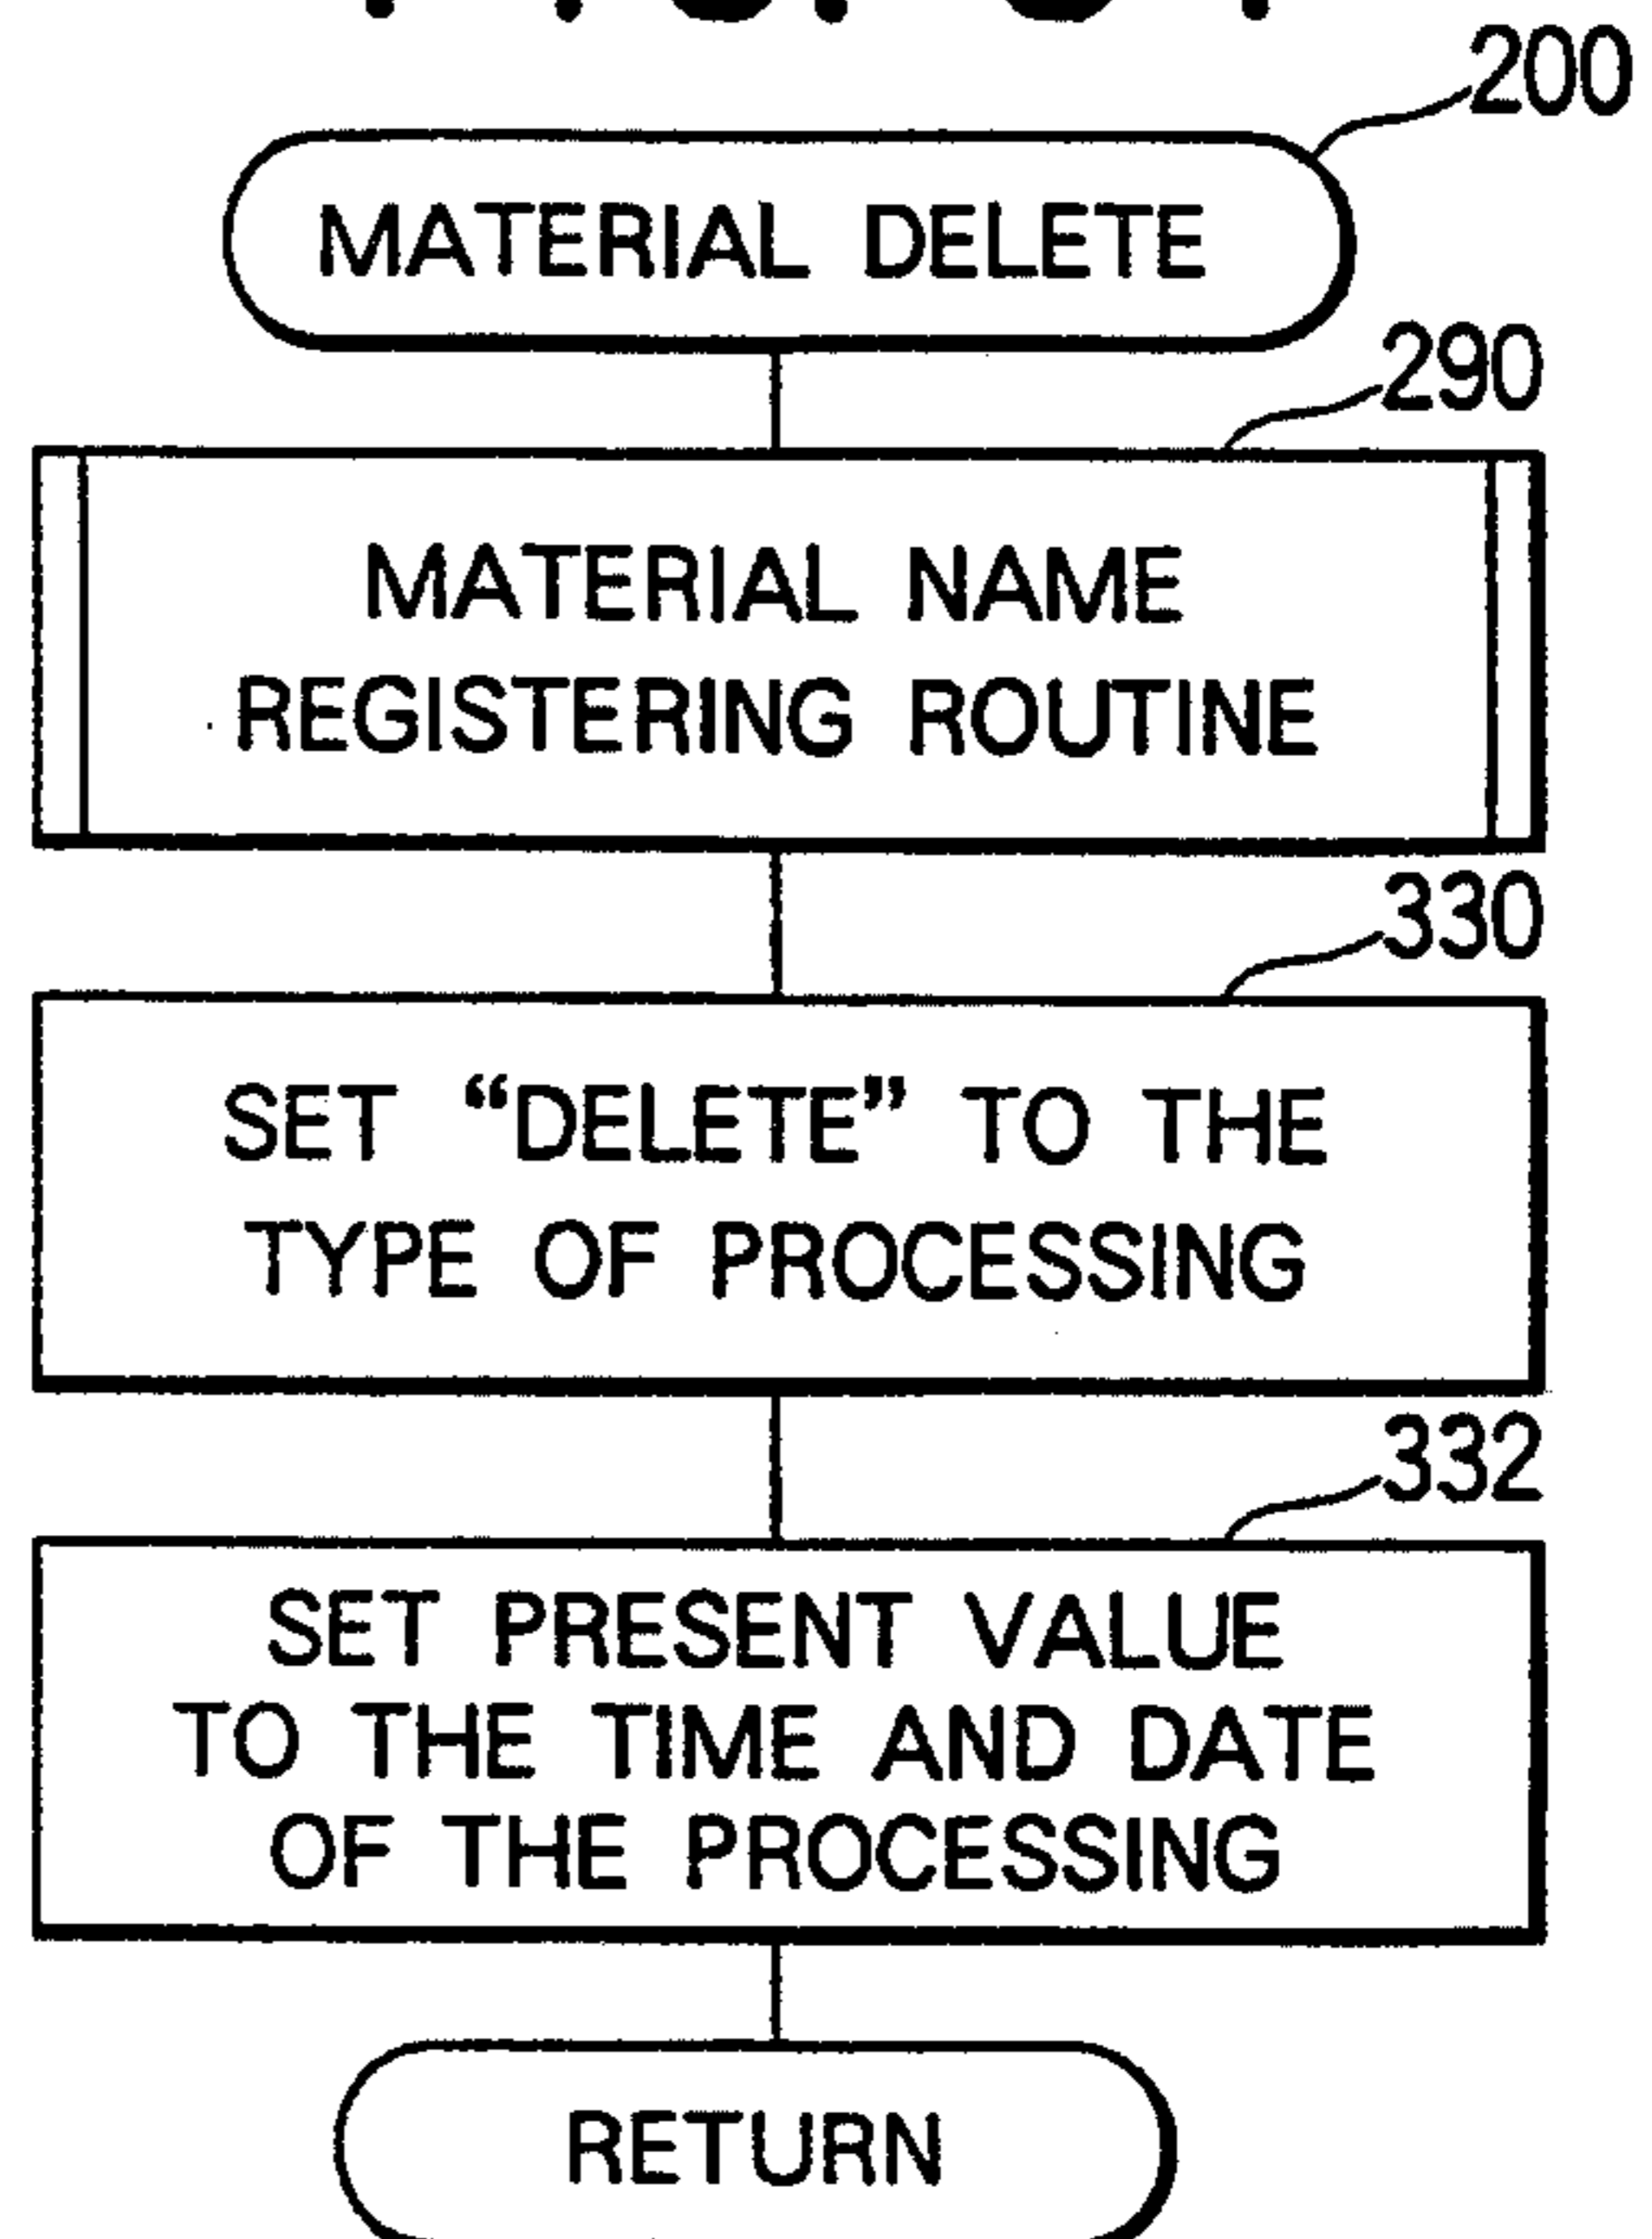 200
MATERIAL DELETE
290
MATERIAL NAME
REGISTERING ROUTINE
330
SET “DELETE” TO THE
TYPE OF PROCESSING
332
SET PRESENT VALUE
TO THE TIME AND DATE
OF THE PROCESSING
RETURN